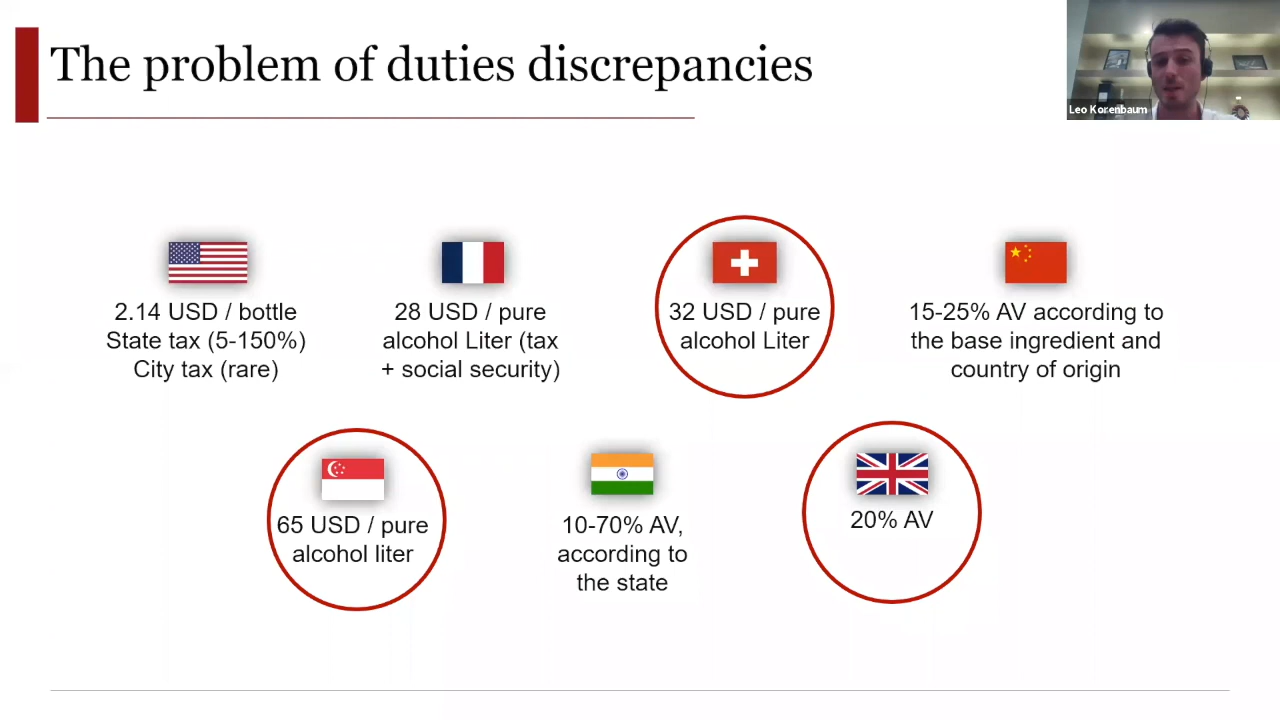 The problem of duties discrepancies
Leo Korenbaum
2.14 USD / bottle
State tax (5-150%)
City tax (rare)
28 USD / pure
alcohol Liter (tax
+ social security)
32 USD / pure
alcohol Liter
15-25% AV according to
the base ingredient and
country of origin
65 USD / pure
alcohol liter
10-70% AV,
according to
the state
20% AV